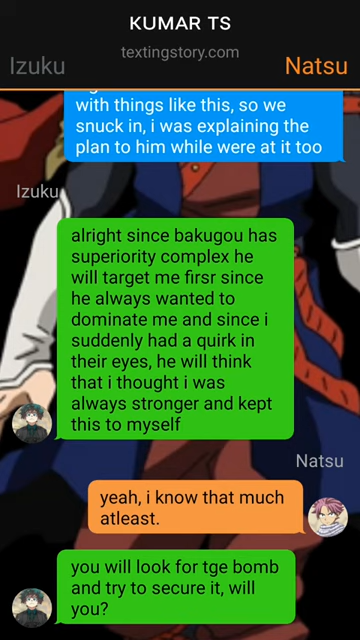 KUMAR TS
textingstory.com
Izuku
Natsu
with things like this, so we
snuck in, i was explaining the
plan to him while were at it too
Izuku
alright since bakugou has
superiority complex he
will target me firsr since
he always wanted to
dominate me and since i
suddenly had a quirk in
their eyes, he will think
that i thought i was
always stronger and kept
this to myself
Natsu
yeah, i know that much
atleast.
you will look for tge bomb
and try to secure it, will
you?